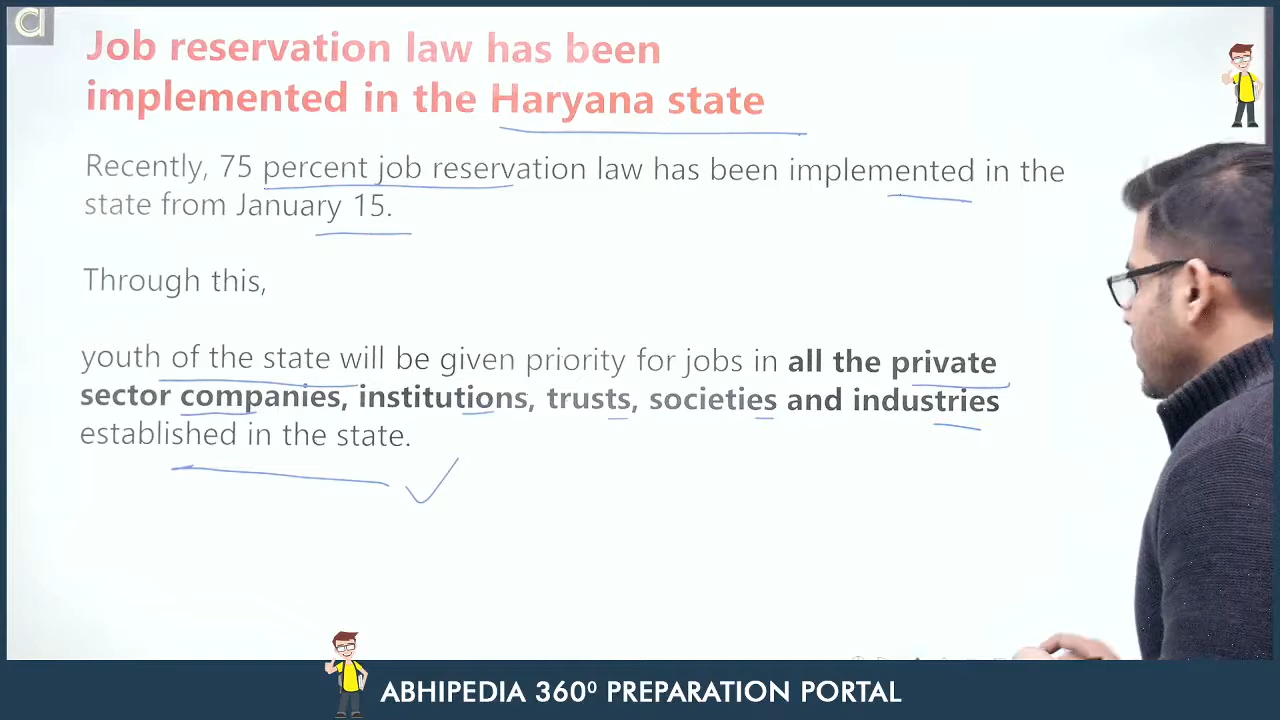 Job reservation law has been
implemented in the Haryana state
Recently, 75 percent job reservation law has been implemented in the
state from January 15.
Through this,
youth of the state will be given priority for jobs in all the private
sector companies, institutions, trusts, societies and industries
established in the state.
ABHIPEDIA 360⁰ PREPARATION PORTAL